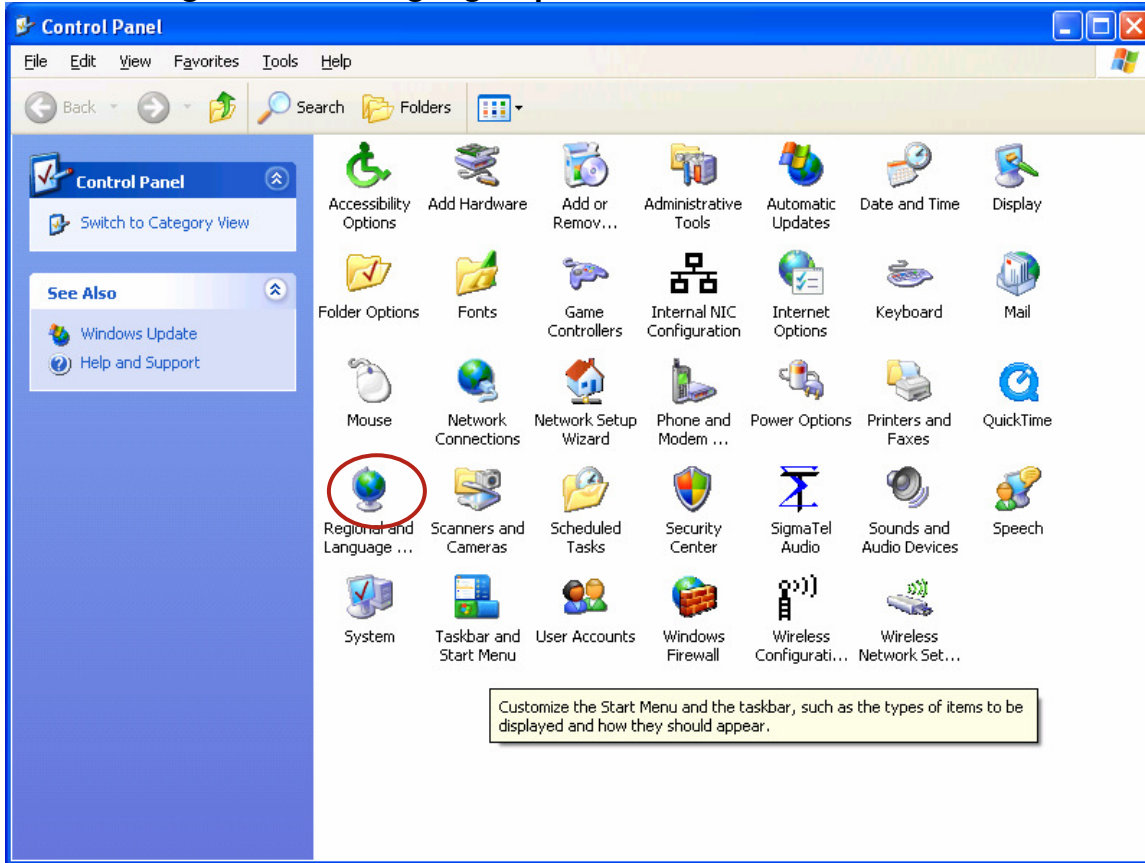 Control Panel
File Edit View Favorites Tools Help
Back Search Folders
Control Panel
Switch to Category View
See Also
Windows Update
Help and Support
Accessibility Options
Add Hardware
Add or Remov...
Administrative Tools
Automatic Updates
Date and Time
Display
Folder Options
Fonts
Game Controllers
Internal NIC Configuration
Internet Options
Keyboard
Mail
Mouse
Network Connections
Network Setup Wizard
Phone and Modem ...
Power Options
Printers and Faxes
QuickTime
Regional and Language ...
Scanners and Cameras
Scheduled Tasks
Security Center
SigmaTel Audio
Sounds and Audio Devices
Speech
System
Taskbar and Start Menu
User Accounts
Windows Firewall
Wireless Configurati...
Wireless Network Set...
Customize the Start Menu and the taskbar, such as the types of items to be
displayed and how they should appear.